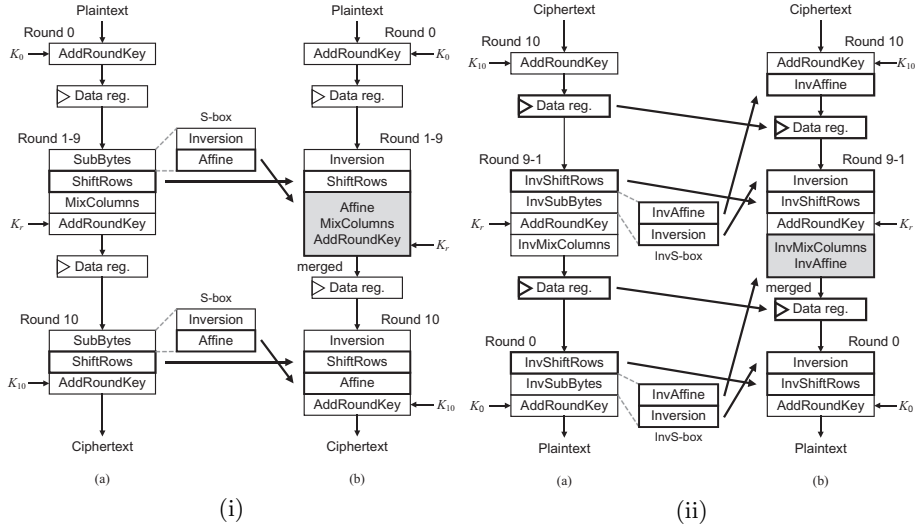 Plaintext
Round 0
K0
AddRoundKey
Data reg.
Round 1-9
SubBytes
ShiftRows
MixColumns
Kr
AddRoundKey
Data reg.
Round 10
SubBytes
ShiftRows
K10
AddRoundKey
Ciphertext
(a)
S-box
Inversion
Affine
S-box
Inversion
Affine
Plaintext
Round 0
AddRoundKey
K0
Data reg.
Round 1-9
Inversion
ShiftRows
Affine
MixColumns
AddRoundKey
Kr
merged
Data reg.
Round 10
Inversion
ShiftRows
Affine
AddRoundKey
K10
Ciphertext
(b)
(i)
Ciphertext
Round 10
K10
AddRoundKey
Data reg.
Round 9-1
InvShiftRows
InvSubBytes
Kr
AddRoundKey
InvMixColumns
Data reg.
Round 0
InvShiftRows
InvSubBytes
K0
AddRoundKey
Plaintext
(a)
InvAffine
Inversion
InvS-box
InvAffine
Inversion
InvS-box
Ciphertext
Round 10
AddRoundKey
K10
InvAffine
Data reg.
Round 9-1
Inversion
InvShiftRows
AddRoundKey
Kr
InvMixColumns
InvAffine
merged
Data reg.
Round 0
Inversion
InvShiftRows
AddRoundKey
K0
Plaintext
(b)
(ii)